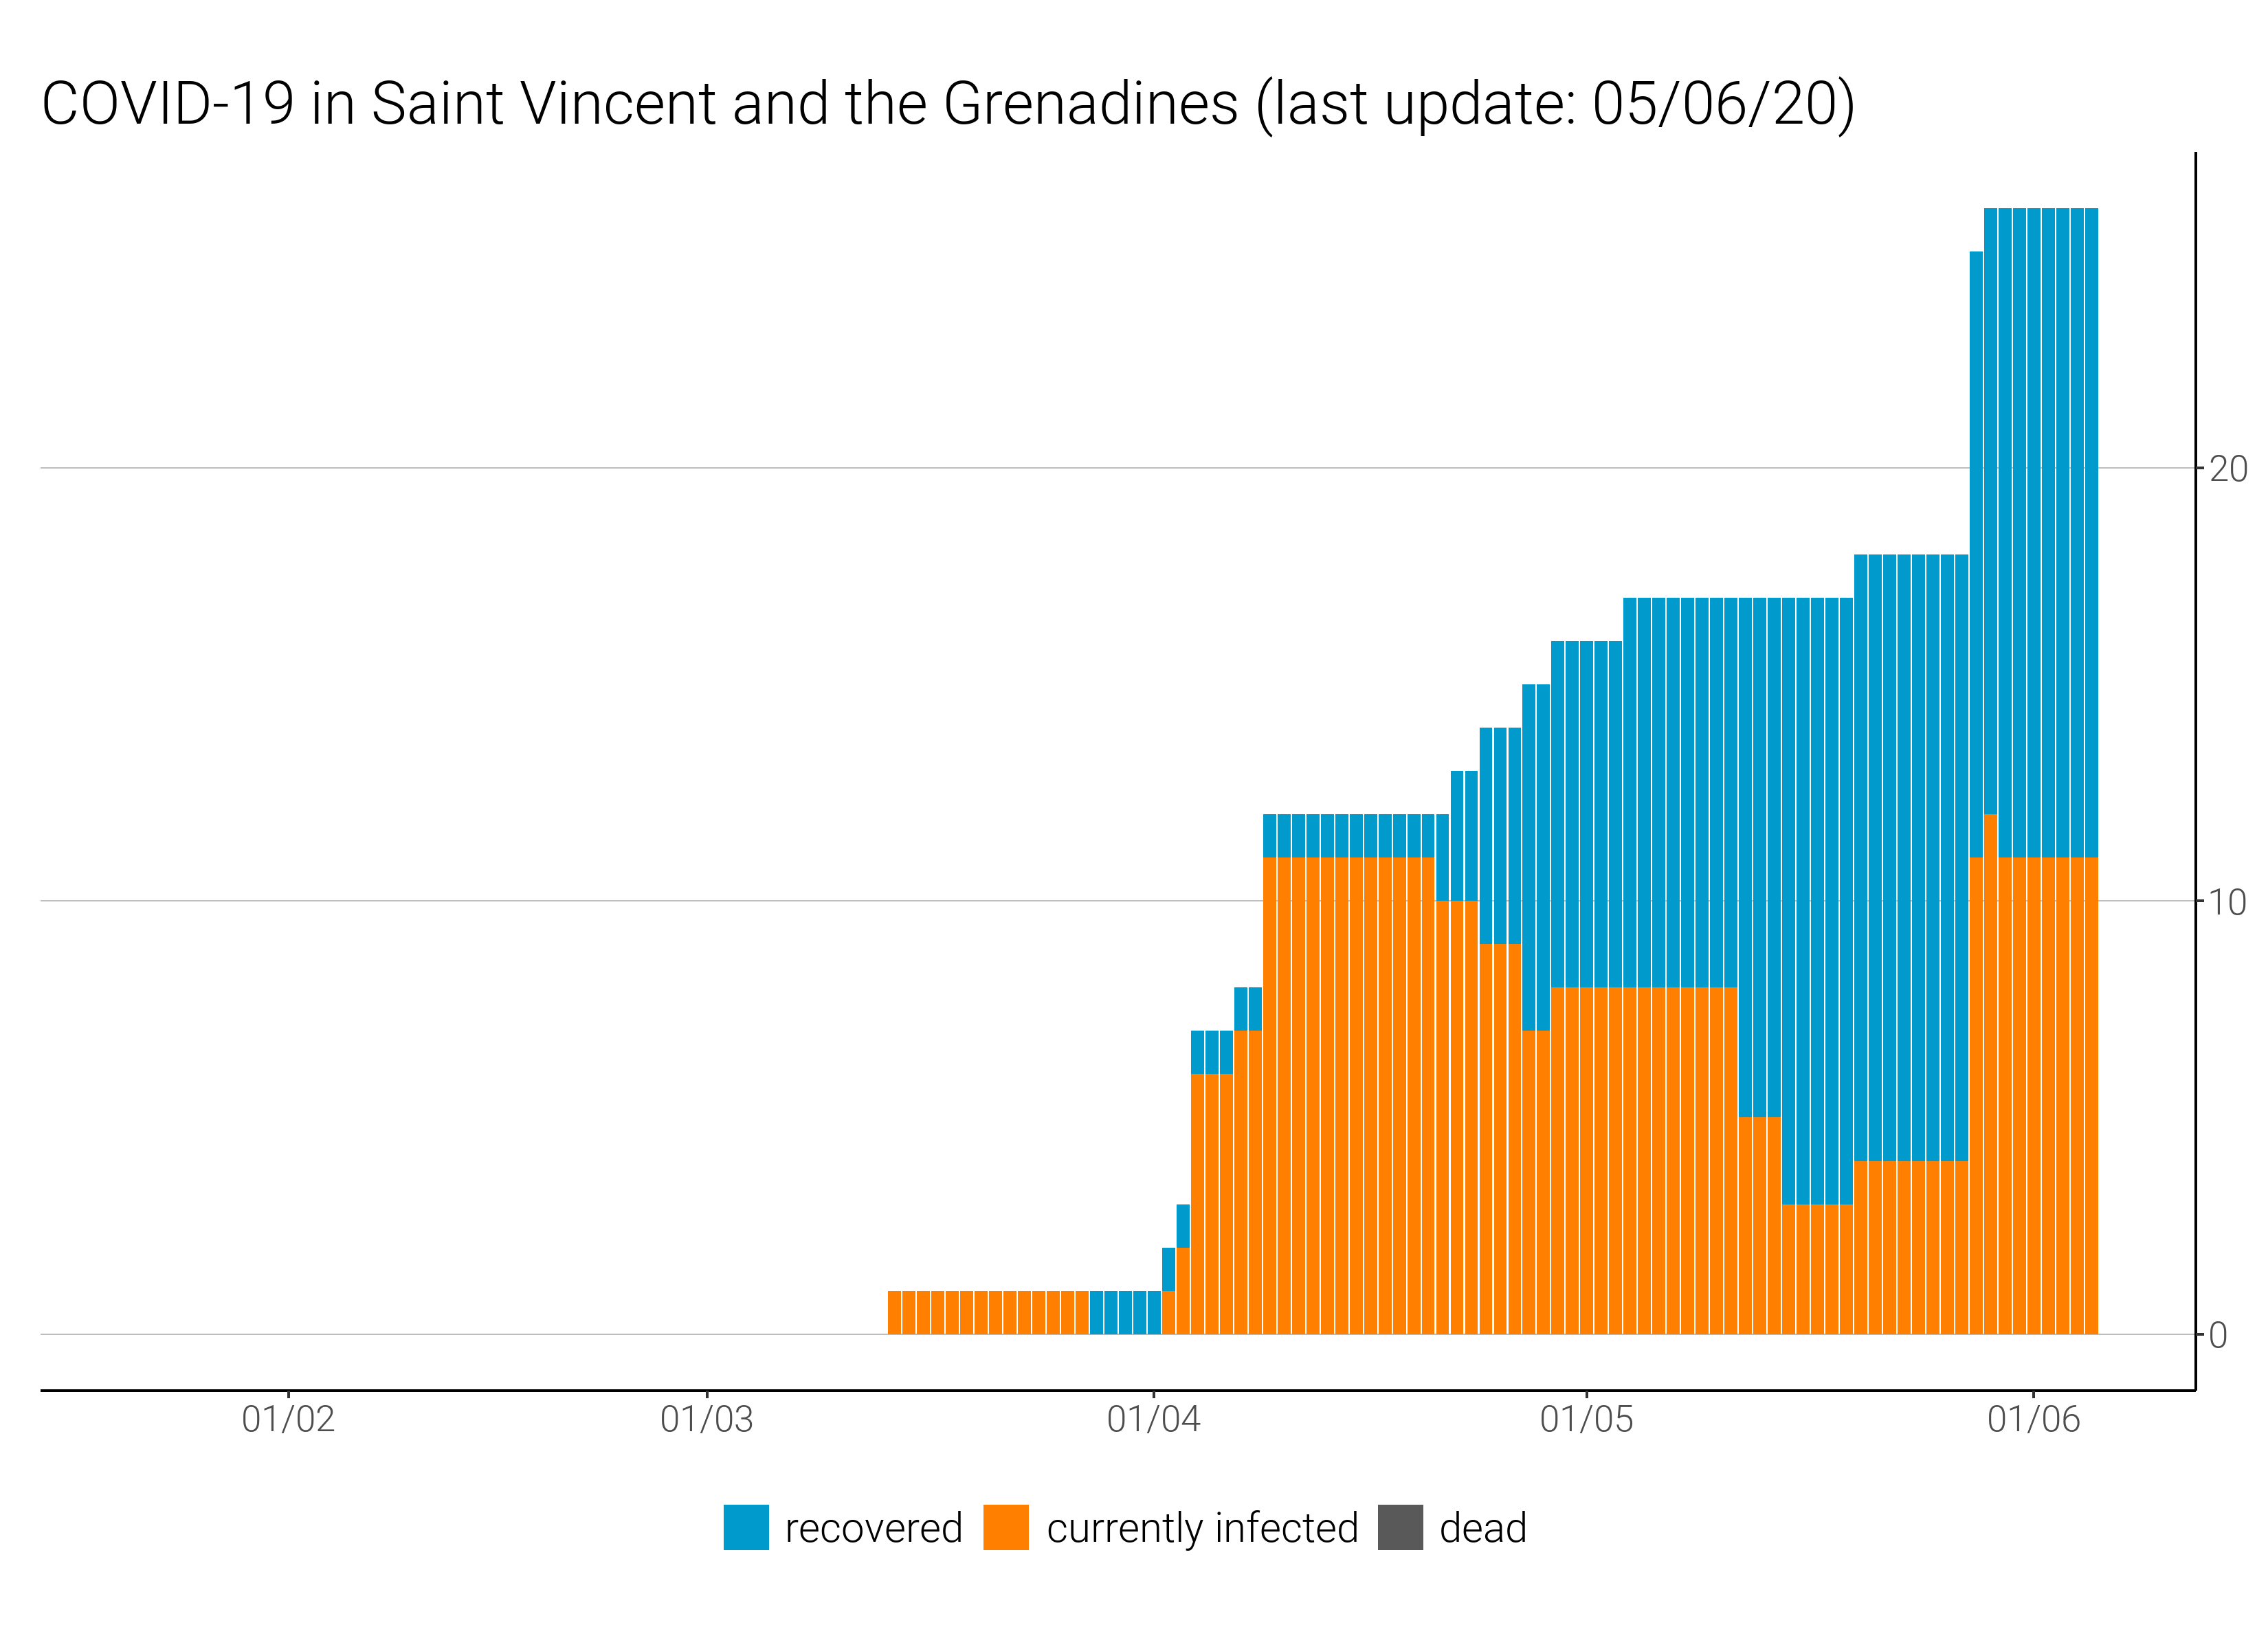 COVID-19 in Saint Vincent and the Grenadines (last update: 05/06/20)
20
10
0
01/02 01/03 01/04 01/05 01/06
recovered currently infected dead